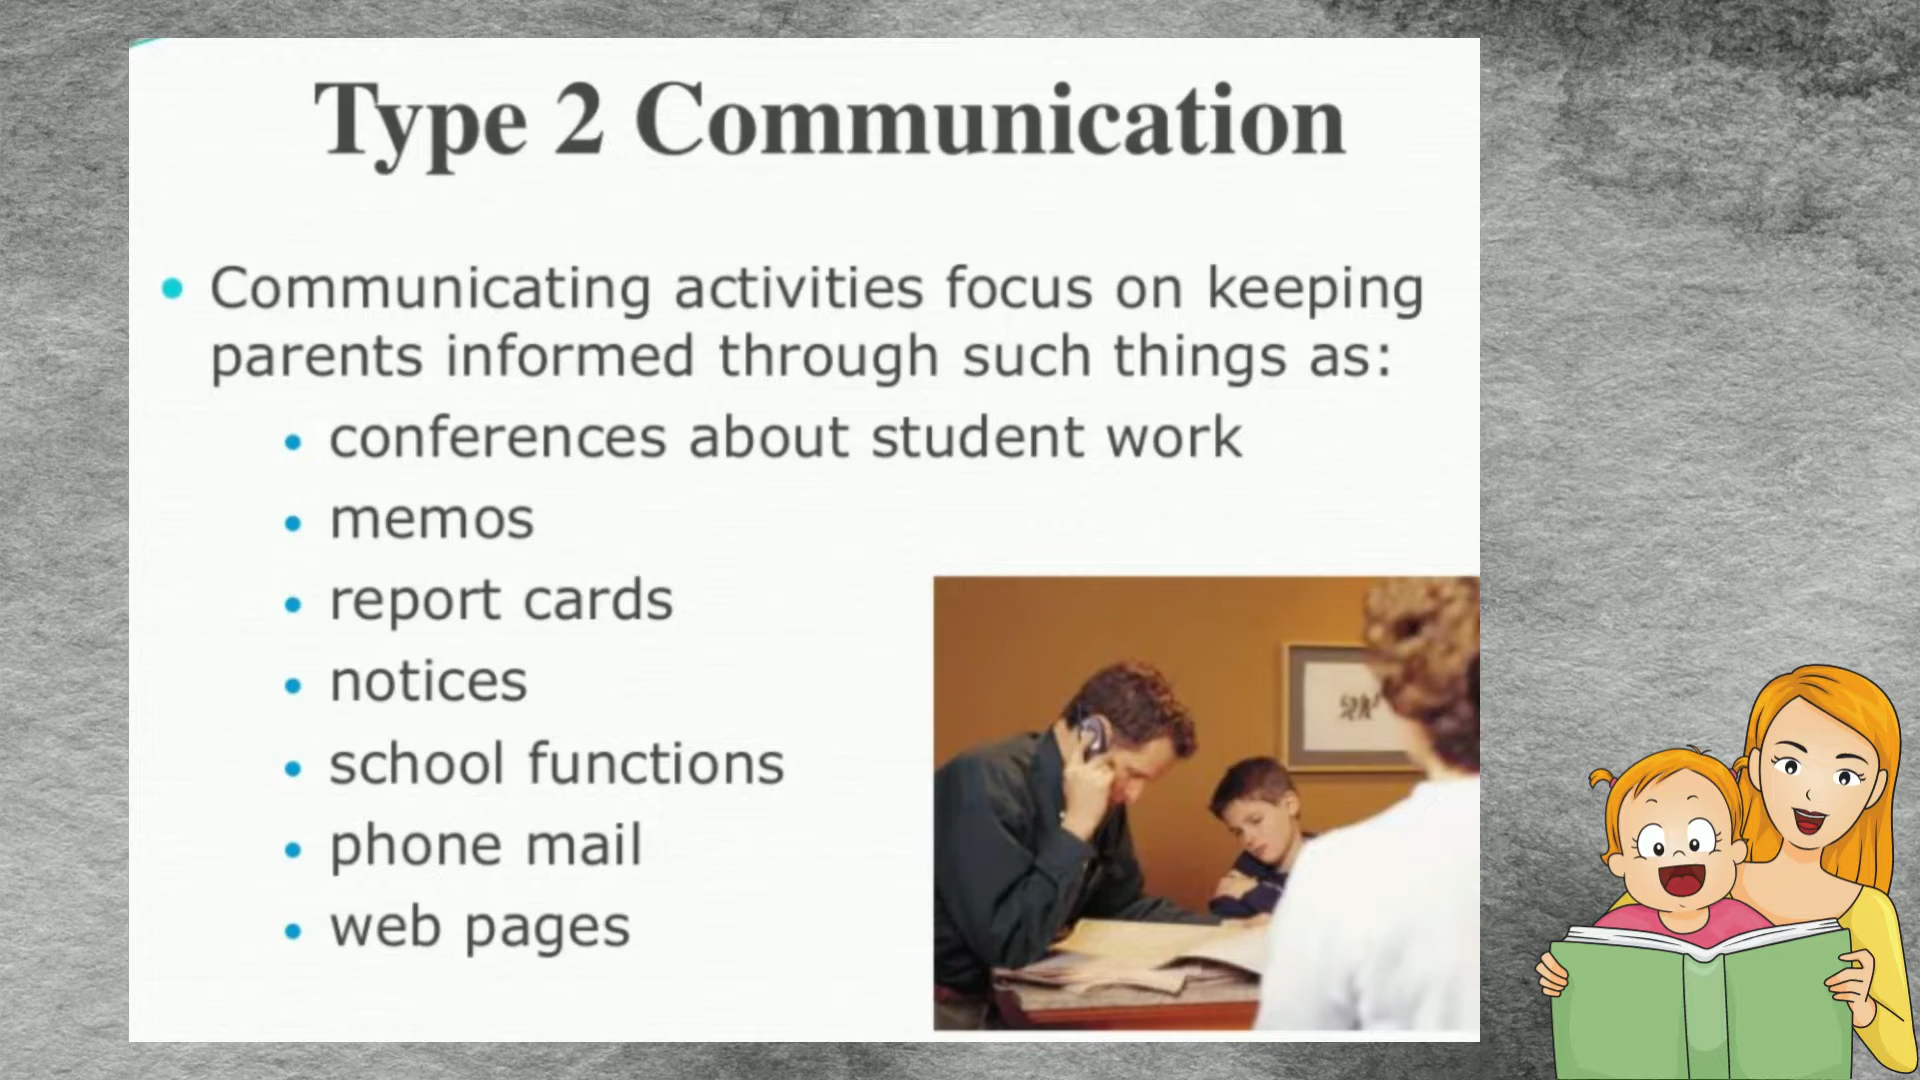 Type 2 Communication
• Communicating activities focus on keeping
parents informed through such things as:
• conferences about student work
• memos
• report cards
• notices
• school functions
• phone mail
• web pages